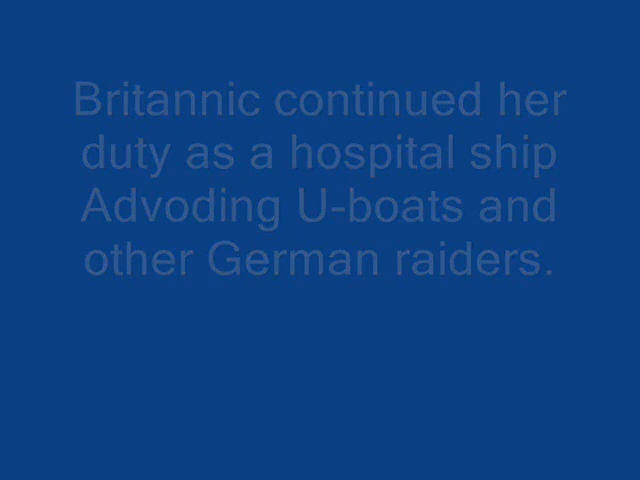 Britannic continued her
duty as a hospital ship
Advoding U-boats and
other German raiders.